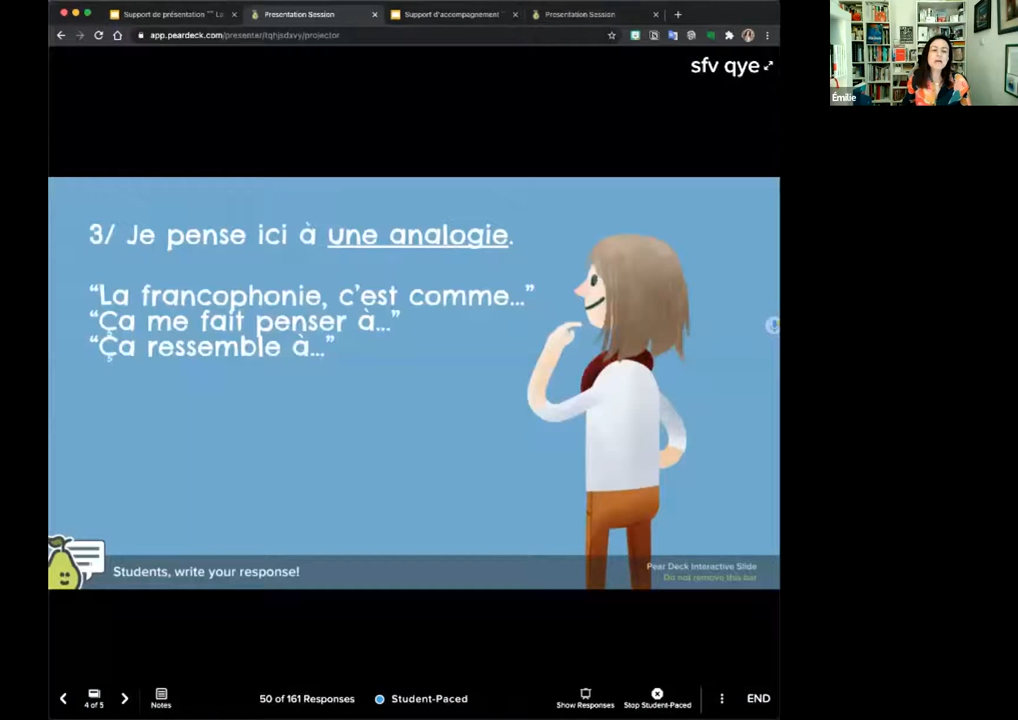 Support de présentation
Presentation Session
Support d'accompagnement
Presentation Session
app.peardeck.com/presenter/tqhjsdxvy/projector
sfv qye
Émilie
3/ Je pense ici à une analogie.
“La francophonie, c’est comme...”
“Ça me fait penser à...”
“Ça ressemble à...”
Students, write your response!
Pear Deck Interactive Slide
Do not remove this bar
4 of 5
Notes
50 of 161 Responses
Student-Paced
Show Responses
Stop Student-Paced
END